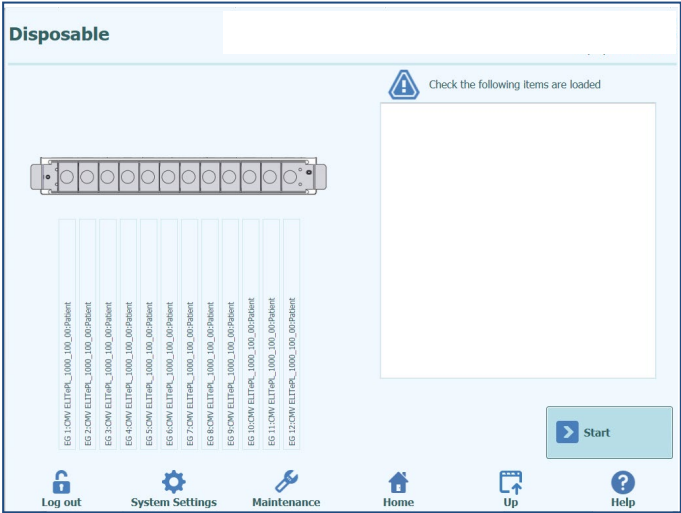 Disposable
Check the following items are loaded
EG 1:CMV ELITePL_1000_100_00:Patient
EG 2:CMV ELITePL_1000_100_00:Patient
EG 3:CMV ELITePL_1000_100_00:Patient
EG 4:CMV ELITePL_1000_100_00:Patient
EG 5:CMV ELITePL_1000_100_00:Patient
EG 6:CMV ELITePL_1000_100_00:Patient
EG 7:CMV ELITePL_1000_100_00:Patient
EG 8:CMV ELITePL_1000_100_00:Patient
EG 9:CMV ELITePL_1000_100_00:Patient
EG 10:CMV ELITePL_1000_100_00:Patient
EG 11:CMV ELITePL_1000_100_00:Patient
EG 12:CMV ELITePL_1000_100_00:Patient
Start
Log out
System Settings
Maintenance
Home
Up
Help